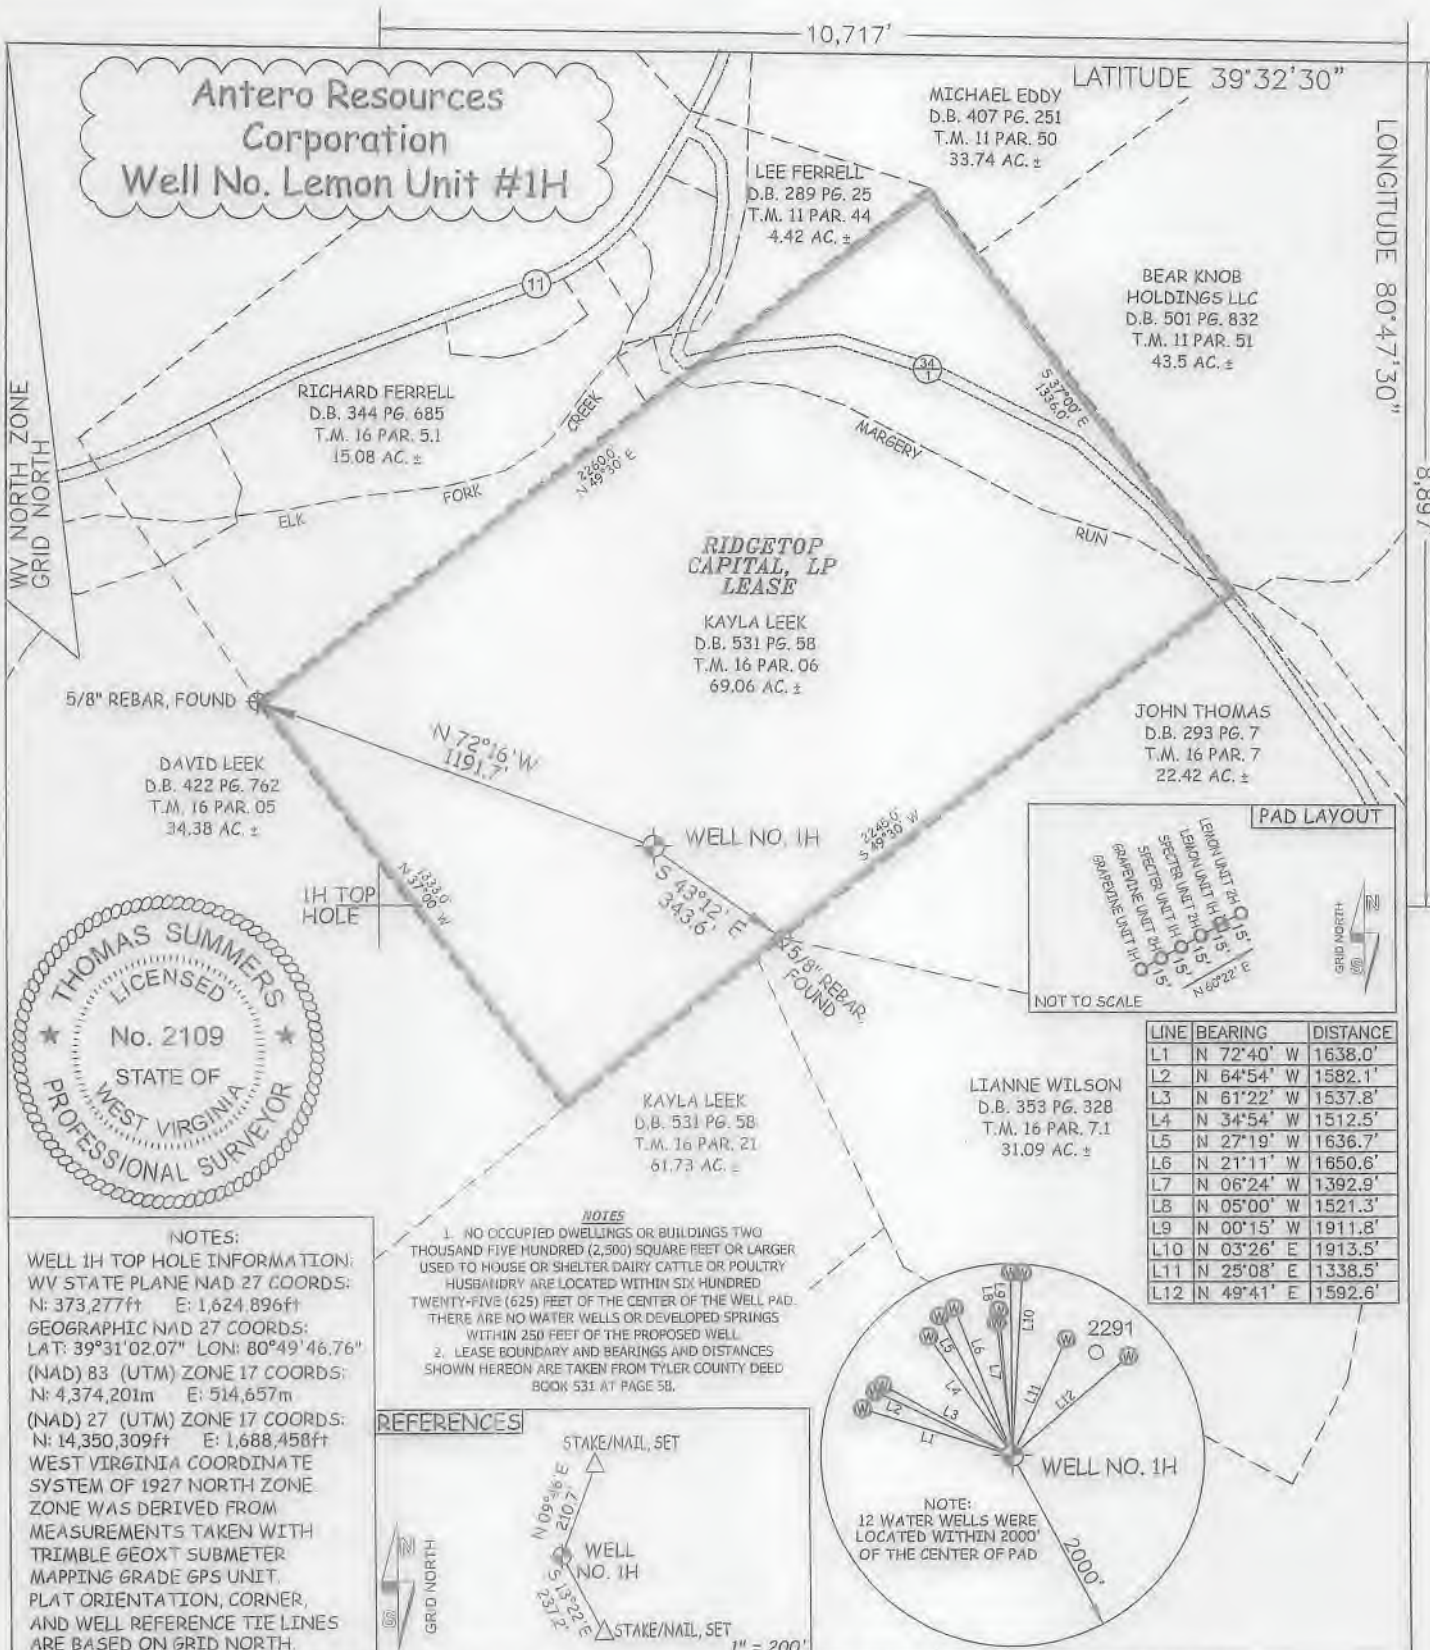 10,717'
Antero Resources
Corporation
Well No. Lemon Unit #1H
LATITUDE 39°32'30"
LONGITUDE 80°47'30"
8,897'
WV NORTH ZONE
GRID NORTH
MICHAEL EDDY
D.B. 407 PG. 251
T.M. 11 PAR. 50
33.74 AC. ±
LEE FERRELL
D.B. 289 PG. 25
T.M. 11 PAR. 44
4.42 AC. ±
BEAR KNOB
HOLDINGS LLC
D.B. 501 PG. 832
T.M. 11 PAR. 51
43.5 AC. ±
11
34
1
RICHARD FERRELL
D.B. 344 PG. 685
T.M. 16 PAR. 5.1
15.08 AC. ±
ELK FORK CREEK
2260.0'
N 49°30' E
S 37°00' E
1336.0'
MARGERY RUN
RIDGETOP
CAPITAL, LP
LEASE
KAYLA LEEK
D.B. 531 PG. 58
T.M. 16 PAR. 06
69.06 AC. ±
5/8" REBAR, FOUND
DAVID LEEK
D.B. 422 PG. 762
T.M. 16 PAR. 05
34.38 AC. ±
N 72°16' W
1191.7'
WELL NO. 1H
S 43°12' E
343.6'
2245.0'
S 49°30' W
1333.0'
N 37°00' W
1H TOP
HOLE
5/8" REBAR,
FOUND
JOHN THOMAS
D.B. 293 PG. 7
T.M. 16 PAR. 7
22.42 AC. ±
PAD LAYOUT
LEMON UNIT 2H
LEMON UNIT 1H
SPECTER UNIT 2H
SPECTER UNIT 1H
GRAPEVINE UNIT 2H
GRAPEVINE UNIT 1H
15'
15'
15'
15'
15'
N 60°22' E
N
GRID NORTH
S
NOT TO SCALE
THOMAS SUMMERS
LICENSED
No. 2109
STATE OF
WEST VIRGINIA
PROFESSIONAL SURVEYOR
LINE BEARING DISTANCE
L1 N 72°40' W 1638.0'
L2 N 64°54' W 1582.1'
L3 N 61°22' W 1537.8'
L4 N 34°54' W 1512.5'
L5 N 27°19' W 1636.7'
L6 N 21°11' W 1650.6'
L7 N 06°24' W 1392.9'
L8 N 05°00' W 1521.3'
L9 N 00°15' W 1911.8'
L10 N 03°26' E 1913.5'
L11 N 25°08' E 1338.5'
L12 N 49°41' E 1592.6'
KAYLA LEEK
D.B. 531 PG. 58
T.M. 16 PAR. 21
61.73 AC. ±
LIANNE WILSON
D.B. 353 PG. 328
T.M. 16 PAR. 7.1
31.09 AC. ±
NOTES:
WELL 1H TOP HOLE INFORMATION:
WV STATE PLANE NAD 27 COORDS:
N: 373,277ft E: 1,624,896ft
GEOGRAPHIC NAD 27 COORDS:
LAT: 39°31'02.07" LON: 80°49'46.76"
(NAD) 83 (UTM) ZONE 17 COORDS:
N: 4,374,201m E: 514,657m
(NAD) 27 (UTM) ZONE 17 COORDS:
N: 14,350,309ft E: 1,688,458ft
WEST VIRGINIA COORDINATE
SYSTEM OF 1927 NORTH ZONE
ZONE WAS DERIVED FROM
MEASUREMENTS TAKEN WITH
TRIMBLE GEOXT SUBMETER
MAPPING GRADE GPS UNIT.
PLAT ORIENTATION, CORNER,
AND WELL REFERENCE TIE LINES
ARE BASED ON GRID NORTH.
NOTES
1. NO OCCUPIED DWELLINGS OR BUILDINGS TWO
THOUSAND FIVE HUNDRED (2,500) SQUARE FEET OR LARGER
USED TO HOUSE OR SHELTER DAIRY CATTLE OR POULTRY
HUSBANDRY ARE LOCATED WITHIN SIX HUNDRED
TWENTY-FIVE (625) FEET OF THE CENTER OF THE WELL PAD.
THERE ARE NO WATER WELLS OR DEVELOPED SPRINGS
WITHIN 250 FEET OF THE PROPOSED WELL
2. LEASE BOUNDARY AND BEARINGS AND DISTANCES
SHOWN HEREON ARE TAKEN FROM TYLER COUNTY DEED
BOOK 531 AT PAGE 58.
REFERENCES
STAKE/NAIL, SET
N 09°46'E
210.7'
WELL
NO. 1H
S 13°22'E
237.2'
STAKE/NAIL, SET
1" = 200'
N
GRID NORTH
S
W W W W W W W W W W W W
L1 L2 L3 L4 L5 L6 L7 L8 L9 L10 L11 L12
2291
WELL NO. 1H
NOTE:
12 WATER WELLS WERE
LOCATED WITHIN 2000'
OF THE CENTER OF PAD
2000'